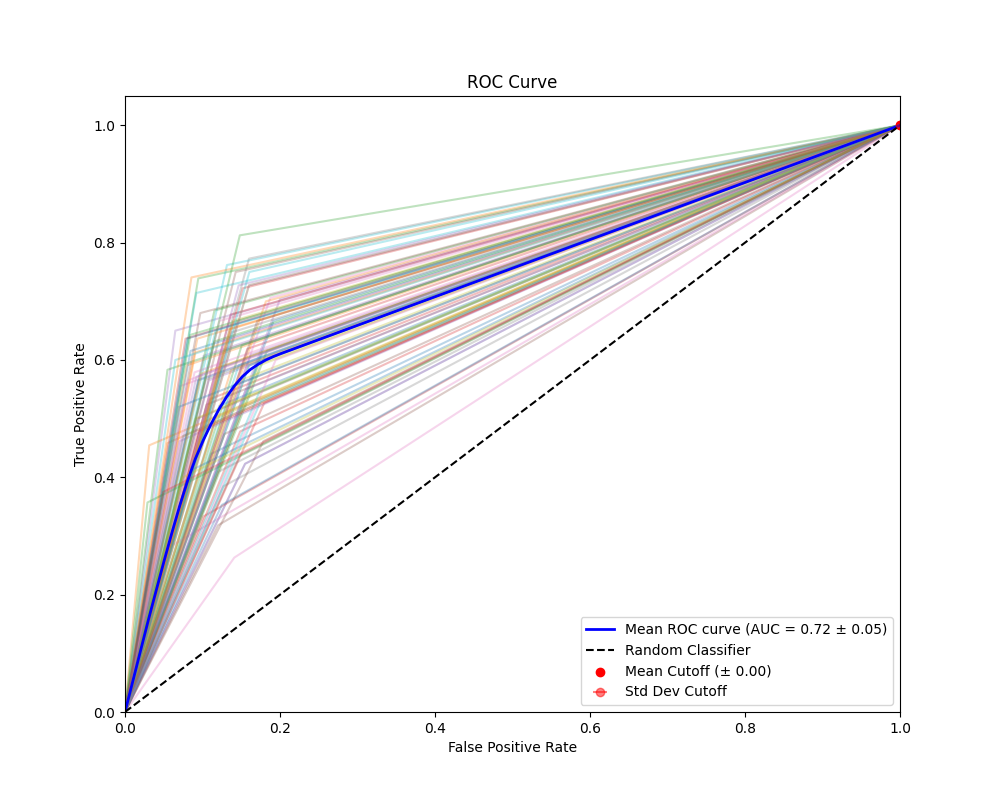 ROC Curve
1.0
0.8
0.6
0.4
0.2
0.0
True Positive Rate
0.0 0.2 0.4 0.6 0.8 1.0
False Positive Rate
Mean ROC curve (AUC = 0.72 ± 0.05)
Random Classifier
Mean Cutoff (± 0.00)
Std Dev Cutoff